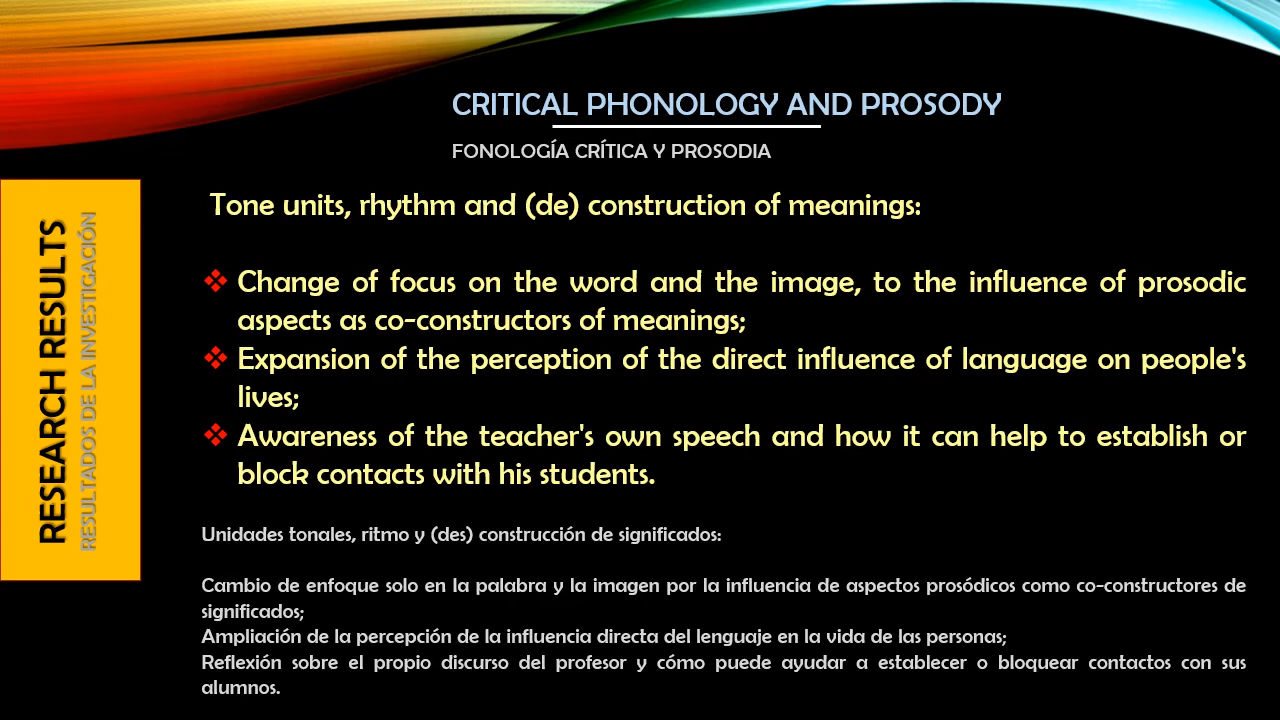 CRITICAL PHONOLOGY AND PROSODY
FONOLOGÍA CRÍTICA Y PROSODIA
RESEARCH RESULTS
RESULTADOS DE LA INVESTIGACIÓN
Tone units, rhythm and (de) construction of meanings:
❖ Change of focus on the word and the image, to the influence of prosodic
aspects as co-constructors of meanings;
❖ Expansion of the perception of the direct influence of language on people's
lives;
❖ Awareness of the teacher's own speech and how it can help to establish or
block contacts with his students.
Unidades tonales, ritmo y (des) construcción de significados:
Cambio de enfoque solo en la palabra y la imagen por la influencia de aspectos prosódicos como co-constructores de
significados;
Ampliación de la percepción de la influencia directa del lenguaje en la vida de las personas;
Reflexión sobre el propio discurso del profesor y cómo puede ayudar a establecer o bloquear contactos con sus
alumnos.